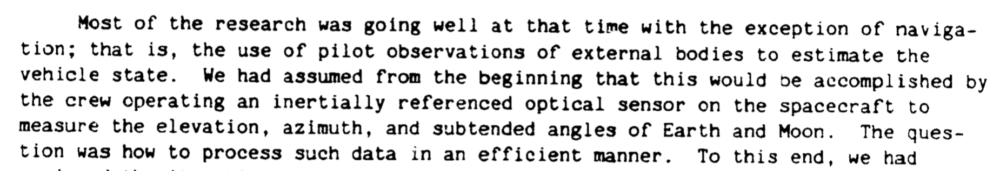 Most of the research was going well at that time with the exception of naviga-
tion; that is, the use of pilot observations of external bodies to estimate the
vehicle state. We had assumed from the beginning that this would be accomplished by
the crew operating an inertially referenced optical sensor on the spacecraft to
measure the elevation, azimuth, and subtended angles of Earth and Moon. The ques-
tion was how to process such data in an efficient manner. To this end, we had